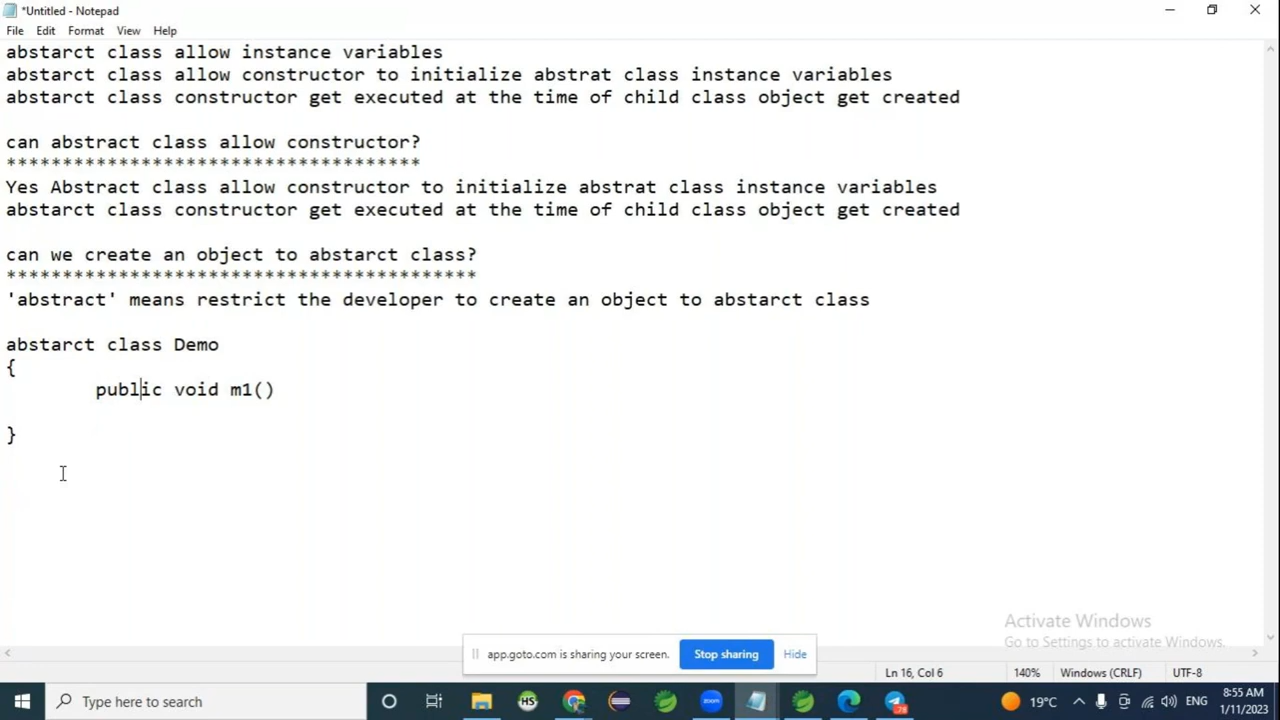 *Untitled - Notepad
File Edit Format View Help
abstarct class allow instance variables
abstarct class allow constructor to initialize abstrat class instance variables
abstarct class constructor get executed at the time of child class object get created
can abstract class allow constructor?
*************************************
Yes Abstract class allow constructor to initialize abstrat class instance variables
abstarct class constructor get executed at the time of child class object get created
can we create an object to abstarct class?
******************************************
'abstract' means restrict the developer to create an object to abstarct class
abstarct class Demo
{
public void m1()
}
Activate Windows
Go to Settings to activate Windows.
app.goto.com is sharing your screen. Stop sharing Hide
Ln 16, Col 6 140% Windows (CRLF) UTF-8
Type here to search HS zoom 78 19°C ENG 8:55 AM
1/11/2023